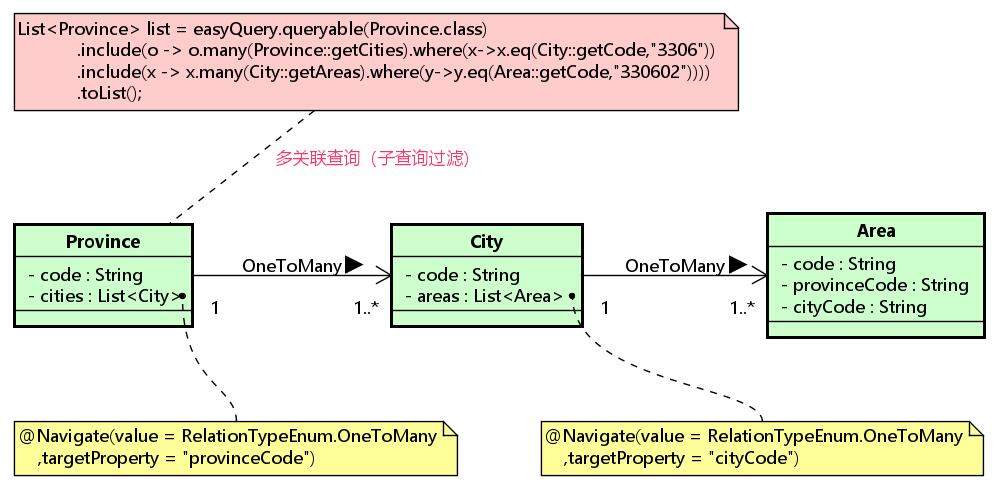 List<Province> list = easyQuery.queryable(Province.class)
.include(o -> o.many(Province::getCities).where(x->x.eq(City::getCode,"3306"))
.include(x -> x.many(City::getAreas).where(y->y.eq(Area::getCode,"330602"))))
.toList();
多关联查询（子查询过滤）
Province
- code : String
- cities : List<City>
OneToMany
1
1..*
City
- code : String
- areas : List<Area>
OneToMany
1
1..*
Area
- code : String
- provinceCode : String
- cityCode : String
@Navigate(value = RelationTypeEnum.OneToMany
,targetProperty = "provinceCode")
@Navigate(value = RelationTypeEnum.OneToMany
,targetProperty = "cityCode")